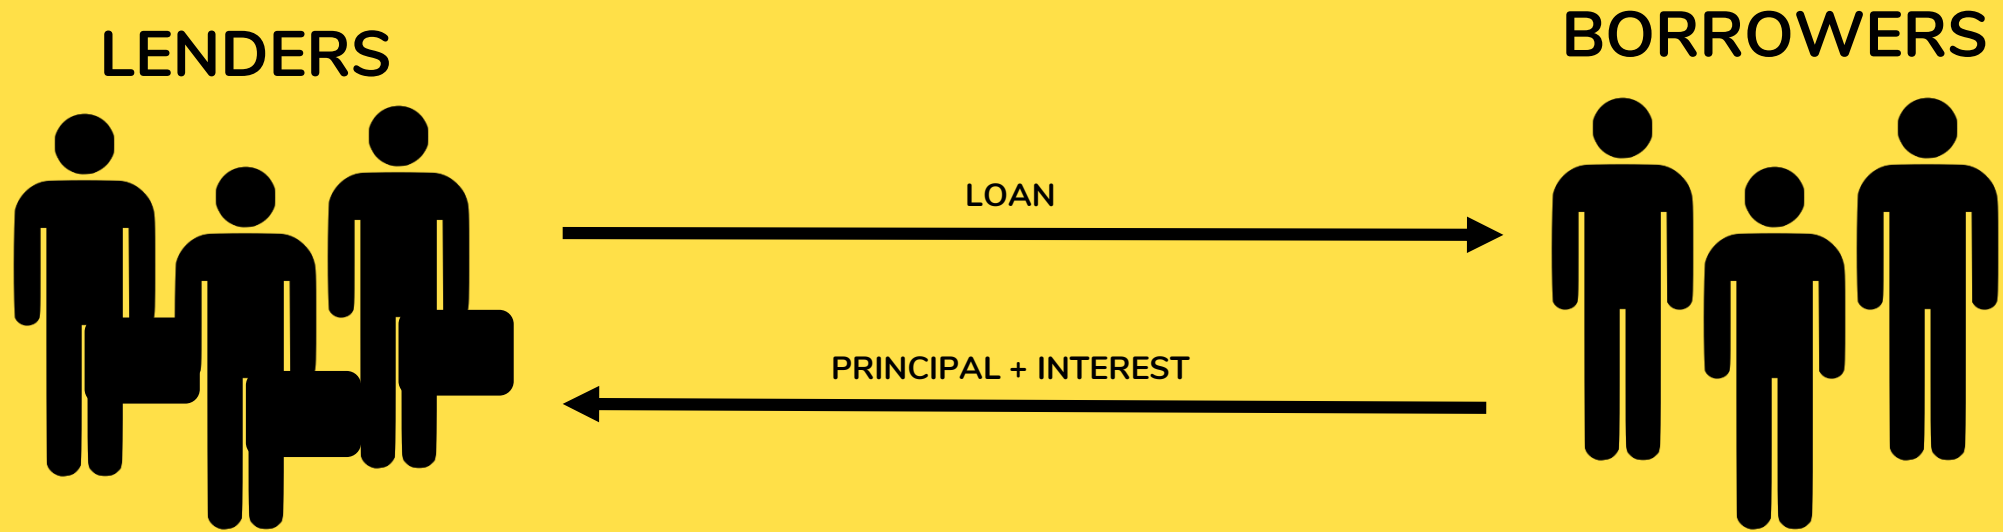 LENDERS
BORROWERS
LOAN
PRINCIPAL + INTEREST